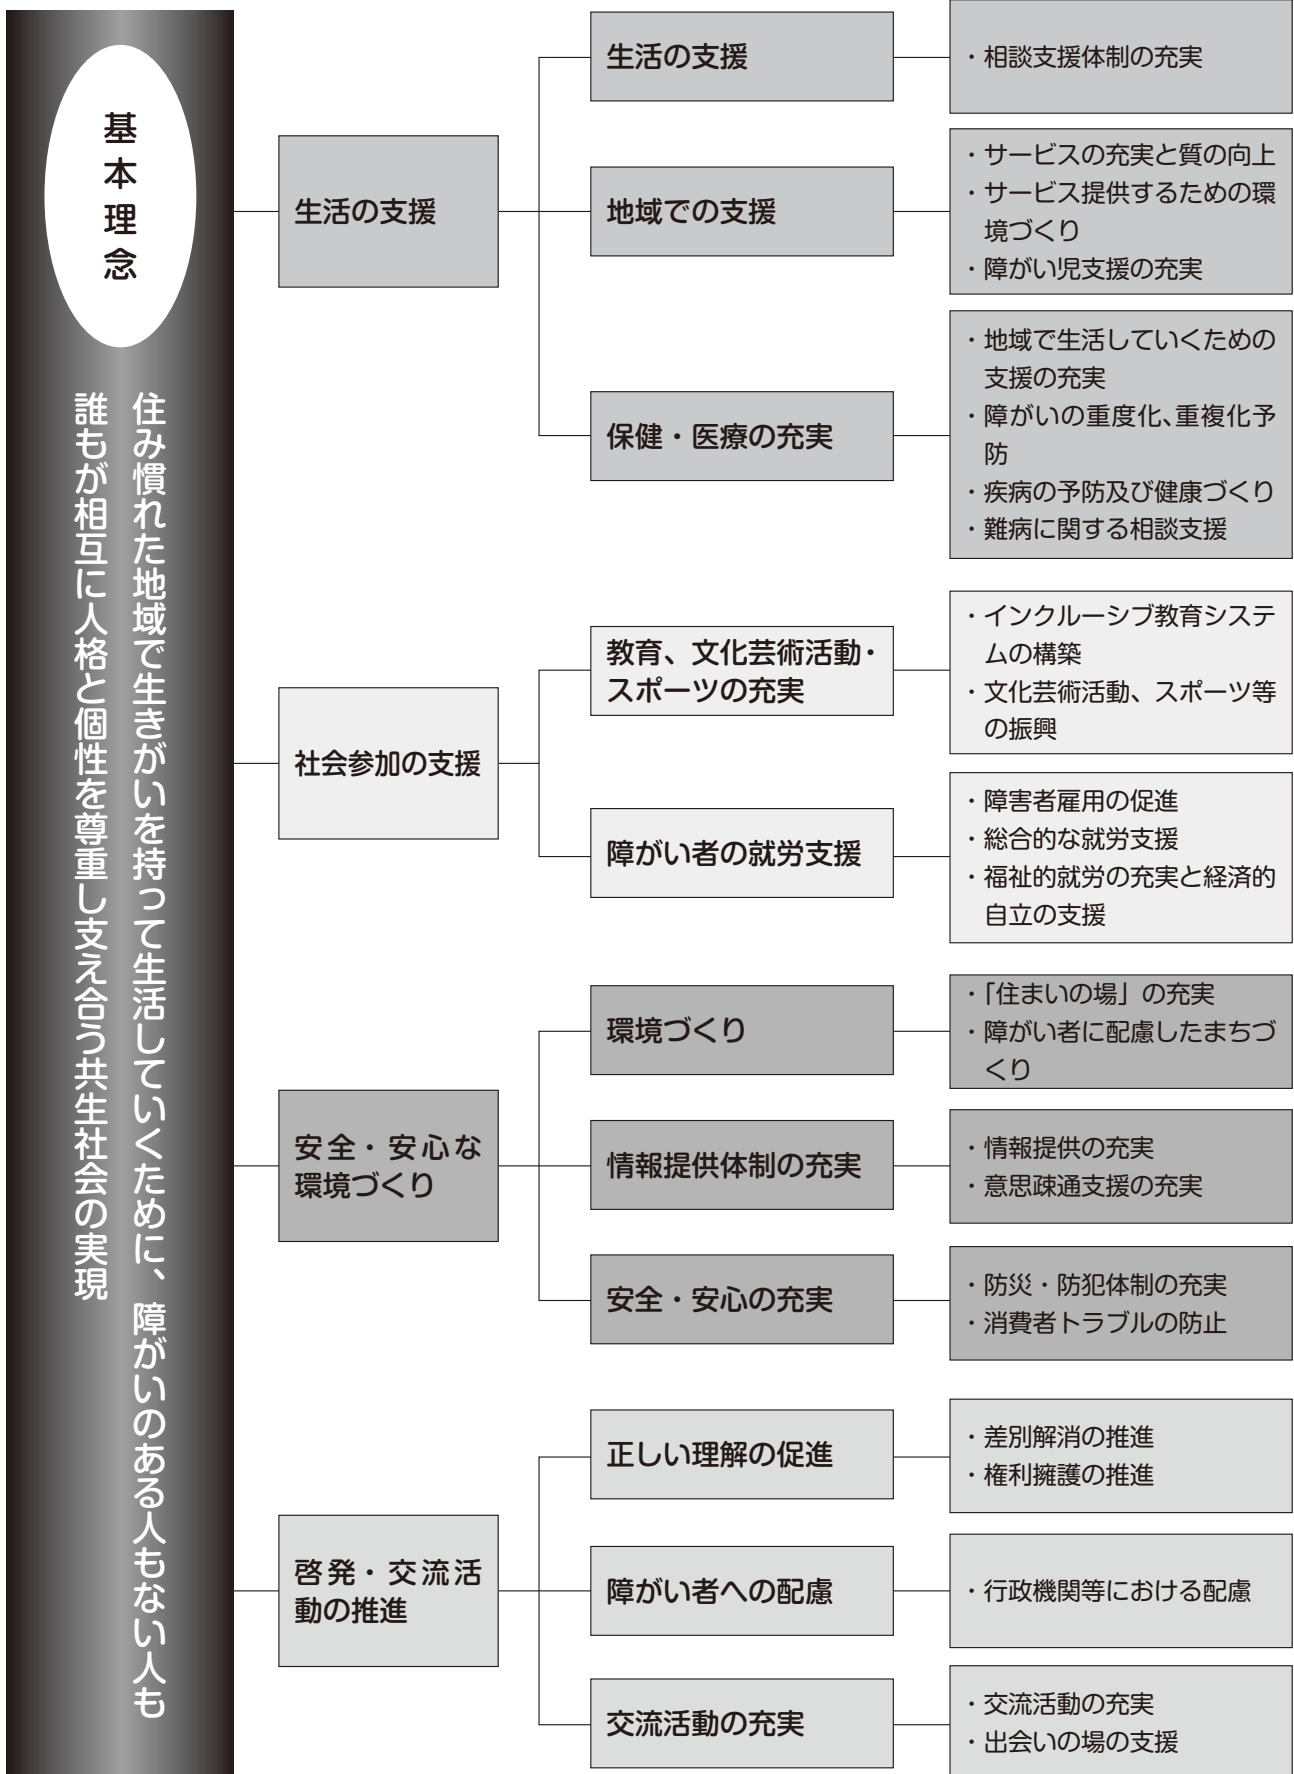 基本理念
住み慣れた地域で生きがいを持って生活していくために、障がいのある人もない人も
誰もが相互に人格と個性を尊重し支え合う共生社会の実現
生活の支援
生活の支援
・相談支援体制の充実
地域での支援
・サービスの充実と質の向上
・サービス提供するための環
境づくり
・障がい児支援の充実
保健・医療の充実
・地域で生活していくための
支援の充実
・障がいの重度化、重複化予
防
・疾病の予防及び健康づくり
・難病に関する相談支援
社会参加の支援
教育、文化芸術活動・
スポーツの充実
・インクルーシブ教育システ
ムの構築
・文化芸術活動、スポーツ等
の振興
障がい者の就労支援
・障害者雇用の促進
・総合的な就労支援
・福祉的就労の充実と経済的
自立の支援
安全・安心な
環境づくり
環境づくり
・「住まいの場」の充実
・障がい者に配慮したまちづ
くり
情報提供体制の充実
・情報提供の充実
・意思疎通支援の充実
安全・安心の充実
・防災・防犯体制の充実
・消費者トラブルの防止
啓発・交流活
動の推進
正しい理解の促進
・差別解消の推進
・権利擁護の推進
障がい者への配慮
・行政機関等における配慮
交流活動の充実
・交流活動の充実
・出会いの場の支援